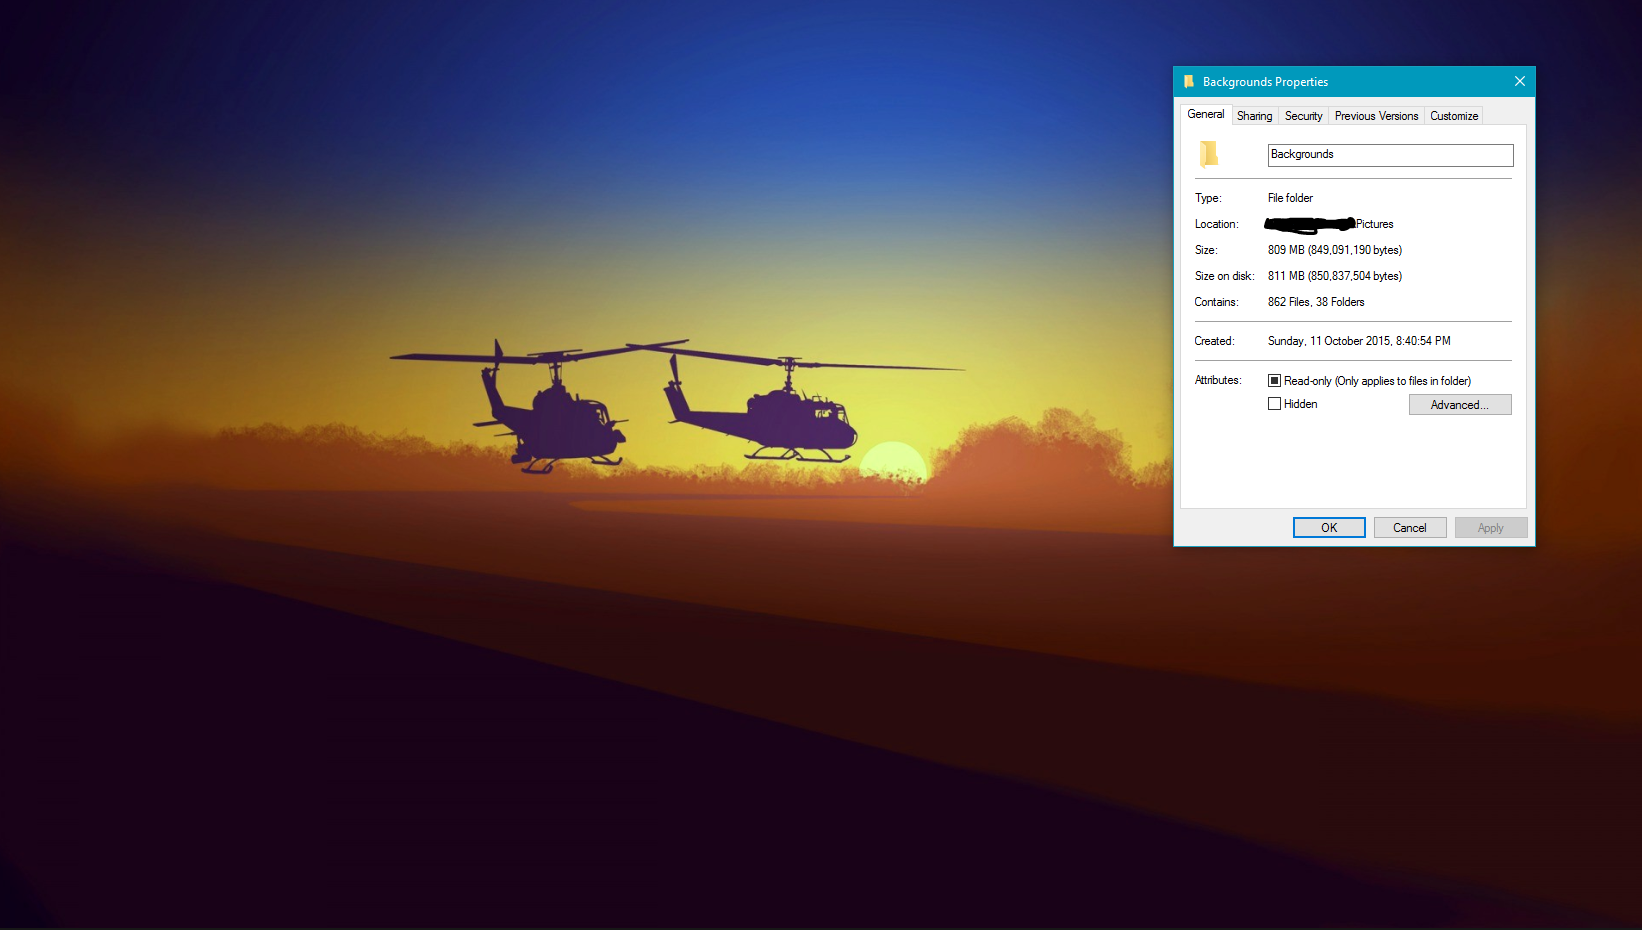 Backgrounds Properties
General Sharing Security Previous Versions Customize
Backgrounds
Type: File folder
Location: Pictures
Size: 809 MB (849,091,190 bytes)
Size on disk: 811 MB (850,837,504 bytes)
Contains: 862 Files, 38 Folders
Created: Sunday, 11 October 2015, 8:40:54 PM
Attributes: Read-only (Only applies to files in folder)
Hidden Advanced...
OK Cancel Apply